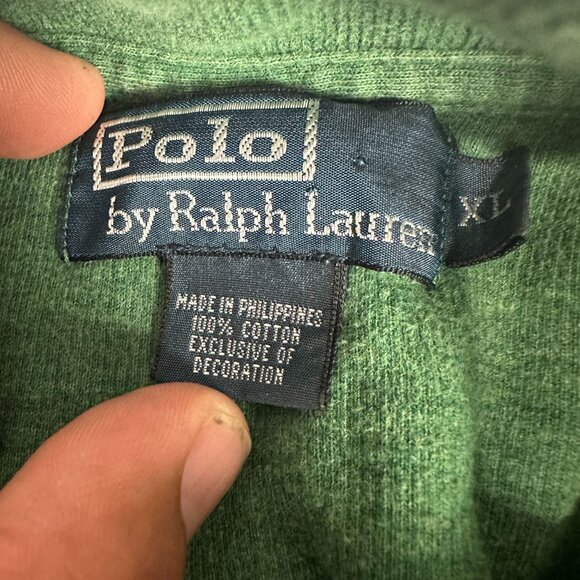 Polo
by Ralph Lauren
XL
MADE IN PHILIPPINES
100% COTTON
EXCLUSIVE OF
DECORATION